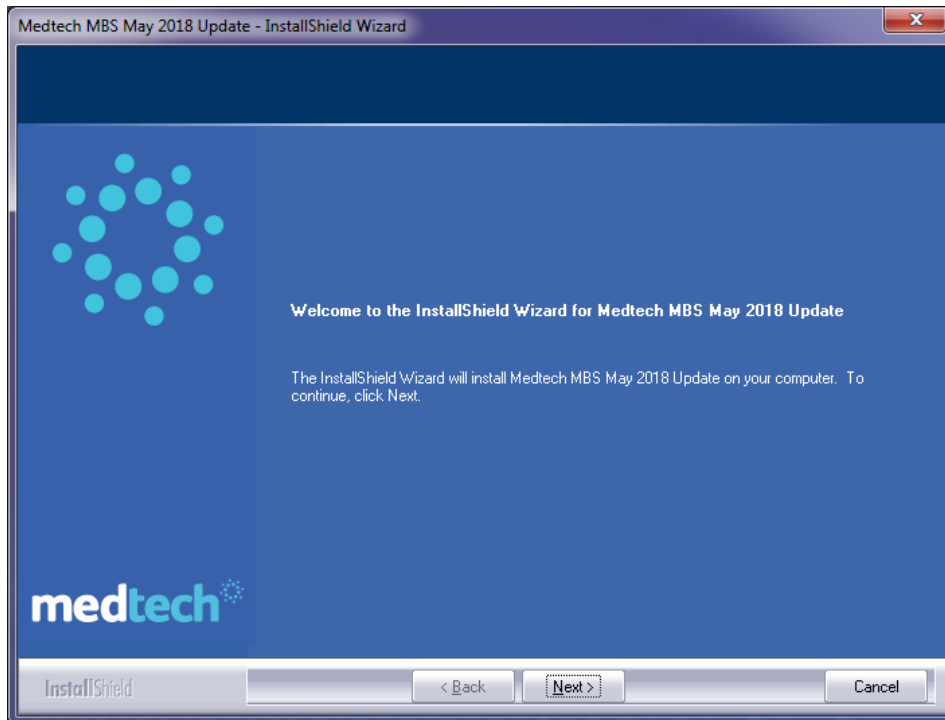 Medtech MBS May 2018 Update - InstallShield Wizard
Welcome to the InstallShield Wizard for Medtech MBS May 2018 Update
The InstallShield Wizard will install Medtech MBS May 2018 Update on your computer. To
continue, click Next.
medtech
InstallShield
< Back
Next >
Cancel